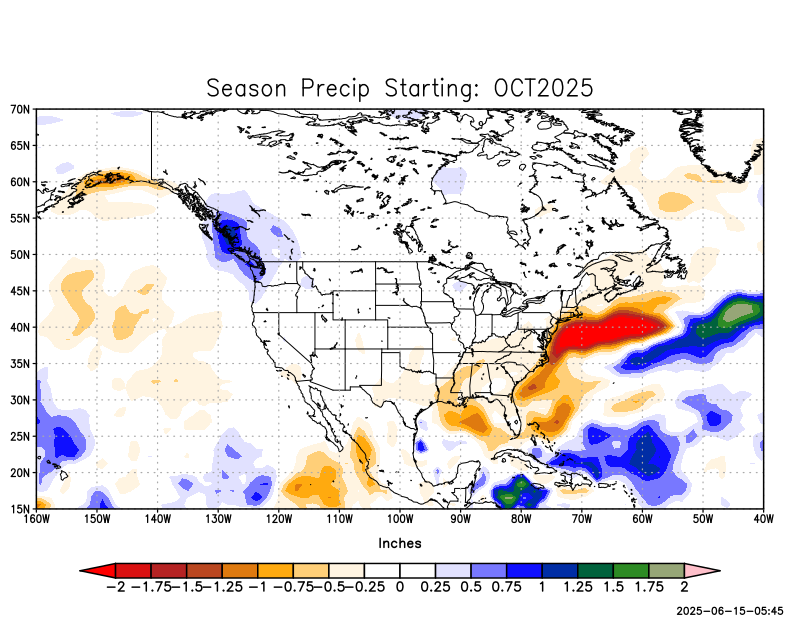 Season Precip Starting: OCT2025
70N
65N
60N
55N
50N
45N
40N
35N
30N
25N
20N
15N
160W 150W 140W 130W 120W 110W 100W 90W 80W 70W 60W 50W 40W
Inches
−2 −1.75 −1.5 −1.25 −1 −0.75 −0.5 −0.25 0 0.25 0.5 0.75 1 1.25 1.5 1.75 2
2025−06−15−05:45